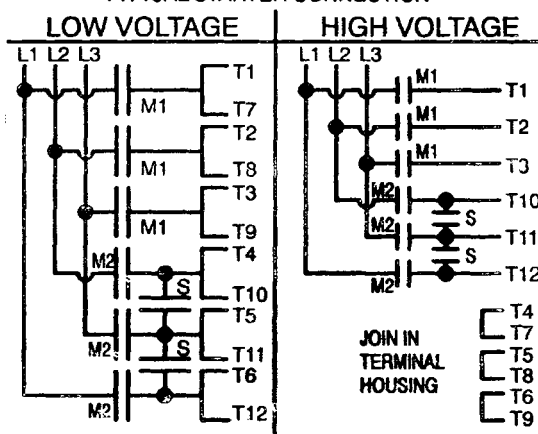 LOW VOLTAGE
L1 L2 L3
T1
M1
T7
T2
M1
T8
T3
M1
T9
T4
M2
S
T10
T5
M2
S
T11
T6
M2
T12
HIGH VOLTAGE
L1 L2 L3
M1
T1
M1
T2
M1
T3
M2
T10
S
M2
T11
S
M2
T12
JOIN IN
TERMINAL
HOUSING
T4
T7
T5
T8
T6
T9